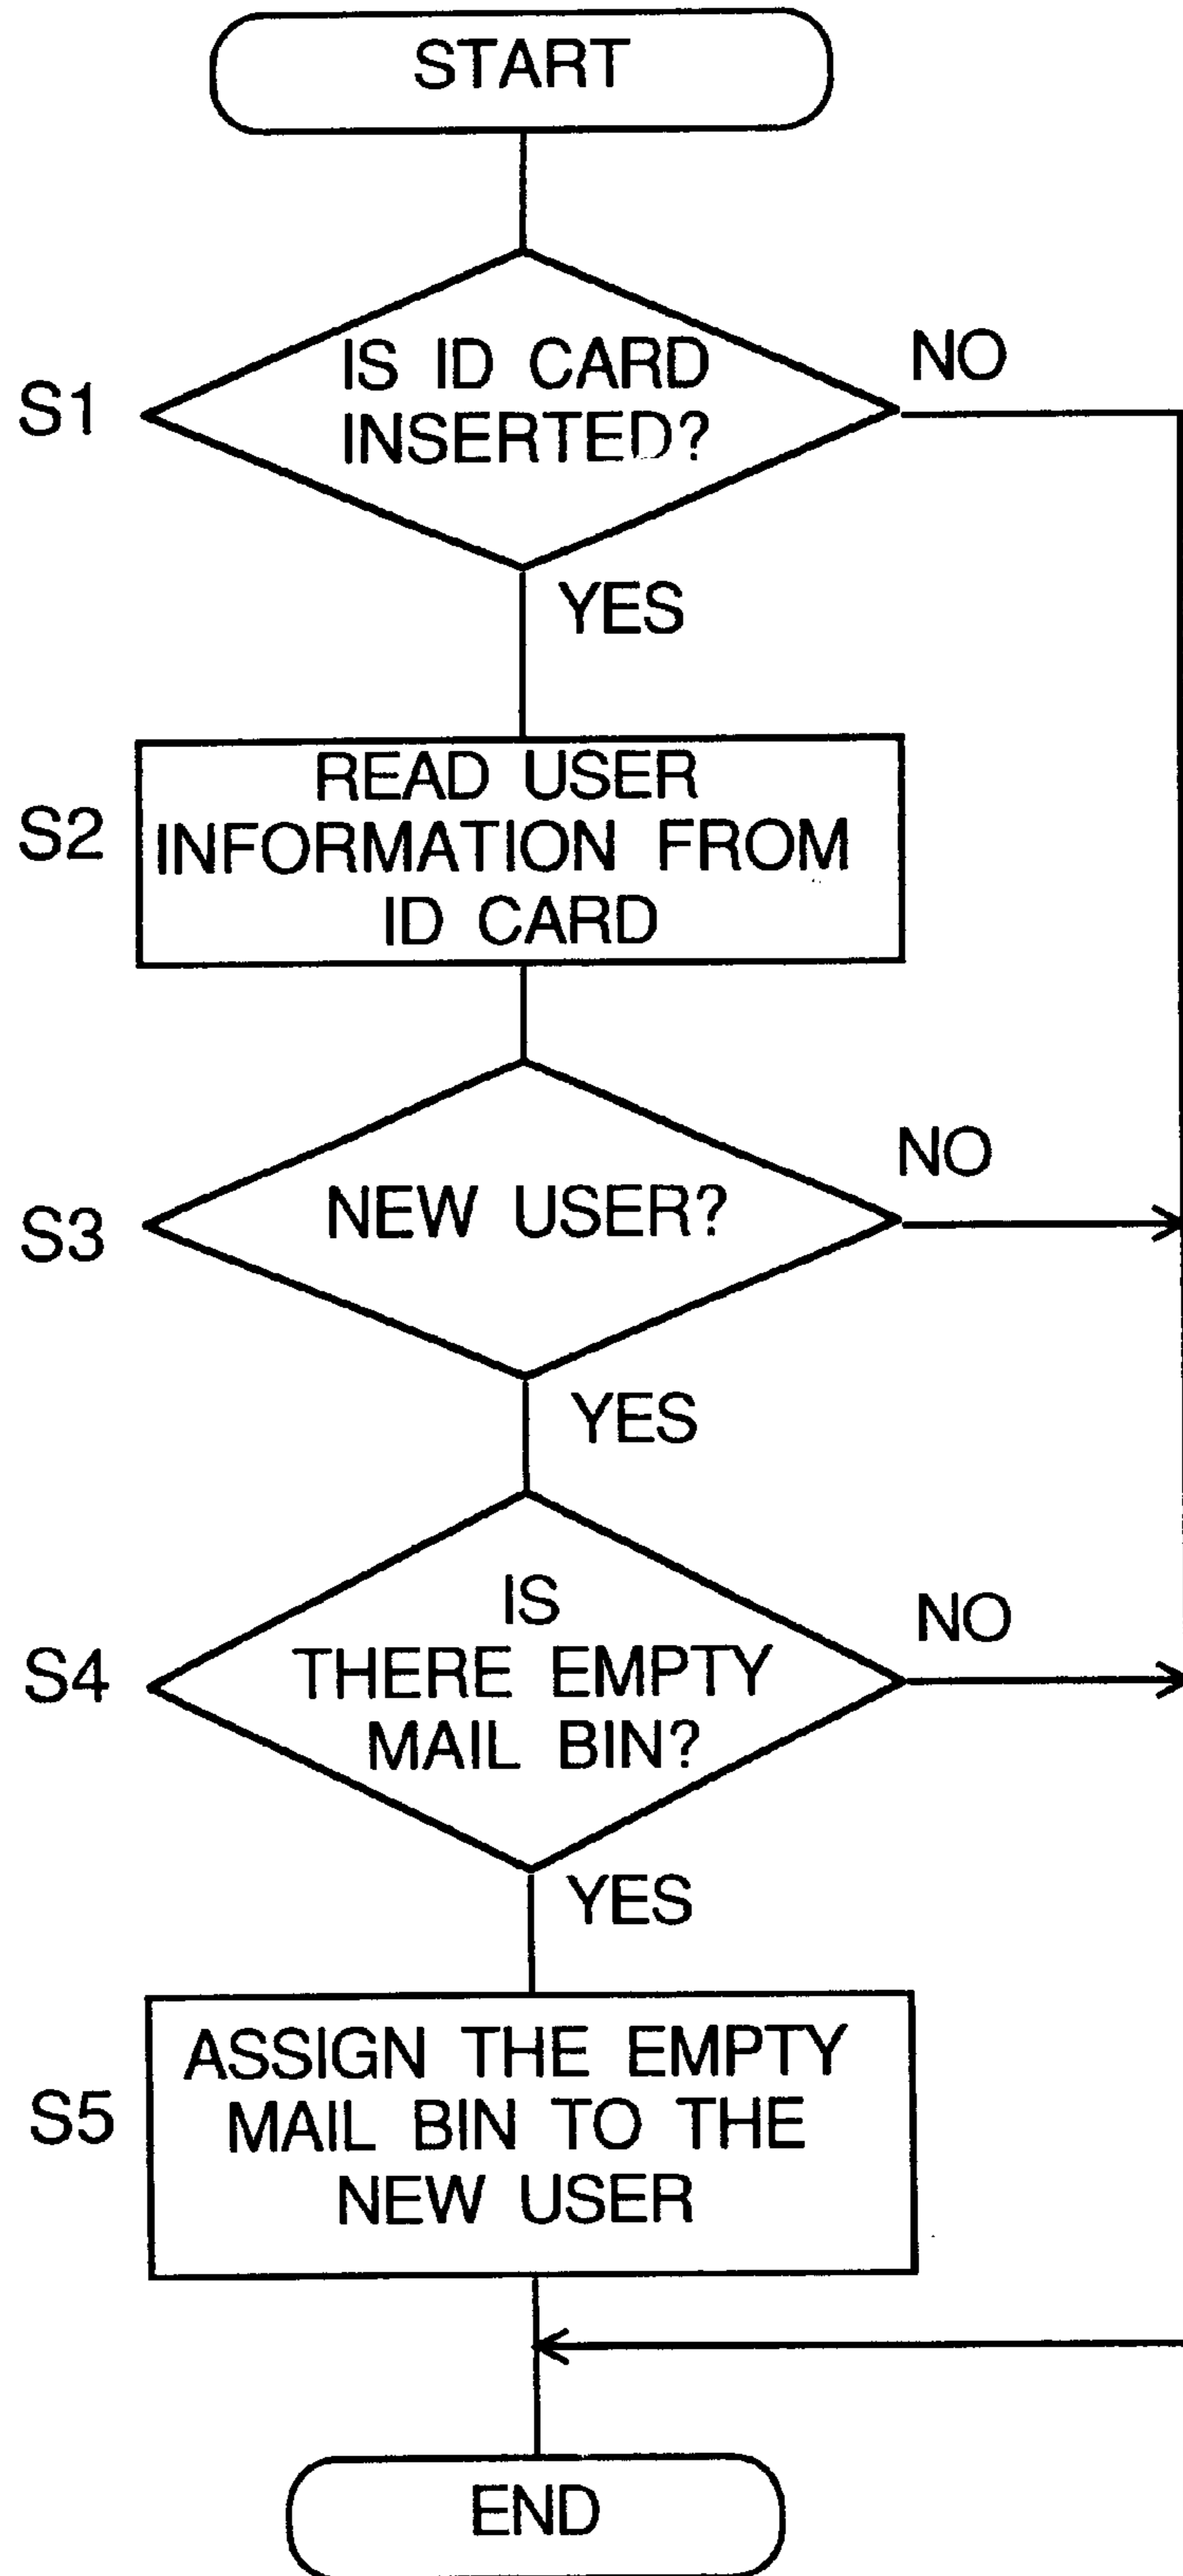 START
S1
IS ID CARD
INSERTED?
NO
YES
S2
READ USER
INFORMATION FROM
ID CARD
S3
NEW USER?
NO
YES
S4
IS
THERE EMPTY
MAIL BIN?
NO
YES
S5
ASSIGN THE EMPTY
MAIL BIN TO THE
NEW USER
END